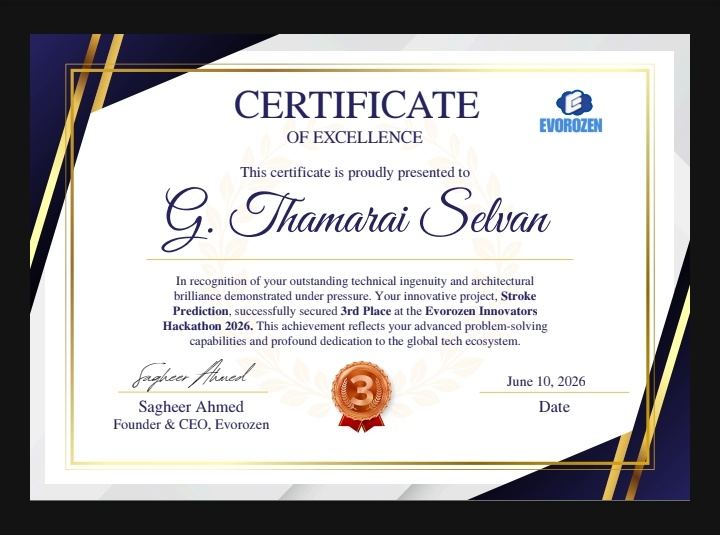 CERTIFICATE
OF EXCELLENCE
EVOROZEN
This certificate is proudly presented to
G. Thamarai Selvan
In recognition of your outstanding technical ingenuity and architectural
brilliance demonstrated under pressure. Your innovative project, Stroke
Prediction, successfully secured 3rd Place at the Evorozen Innovators
Hackathon 2026. This achievement reflects your advanced problem-solving
capabilities and profound dedication to the global tech ecosystem.
Sagheer Ahmed
Sagheer Ahmed
Founder & CEO, Evorozen
3
June 10, 2026
Date